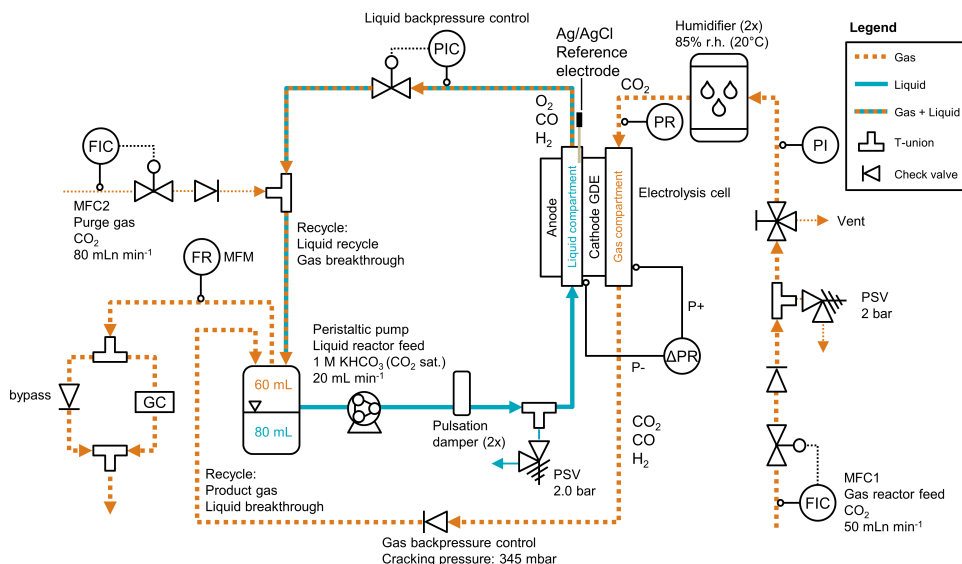 Liquid backpressure control
PIC
Ag/AgCl
Reference
electrode
Humidifier (2x)
85% r.h. (20°C)
Legend
Gas
Liquid
Gas + Liquid
T-union
Check valve
O₂
CO
H₂
CO₂
PR
PI
FIC
MFC2
Purge gas
CO₂
80 mLn min⁻¹
Anode
Liquid compartment
Cathode GDE
Gas compartment
Electrolysis cell
Vent
Recycle:
Liquid recycle
Gas breakthrough
FR
MFM
PSV
2 bar
P+
P-
ΔPR
Peristaltic pump
Liquid reactor feed
1 M KHCO₃ (CO₂ sat.)
20 mL min⁻¹
bypass
GC
60 mL
80 mL
Pulsation
damper (2x)
PSV
2.0 bar
CO₂
CO
H₂
Recycle:
Product gas
Liquid breakthrough
MFC1
Gas reactor feed
CO₂
50 mLn min⁻¹
FIC
Gas backpressure control
Cracking pressure: 345 mbar